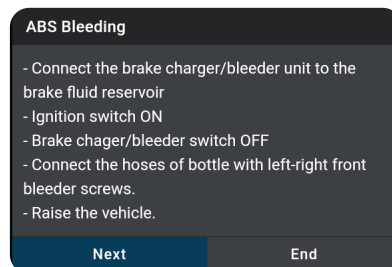 ABS Bleeding
- Connect the brake charger/bleeder unit to the
brake fluid reservoir
- Ignition switch ON
- Brake chager/bleeder switch OFF
- Connect the hoses of bottle with left-right front
bleeder screws.
- Raise the vehicle.
Next
End